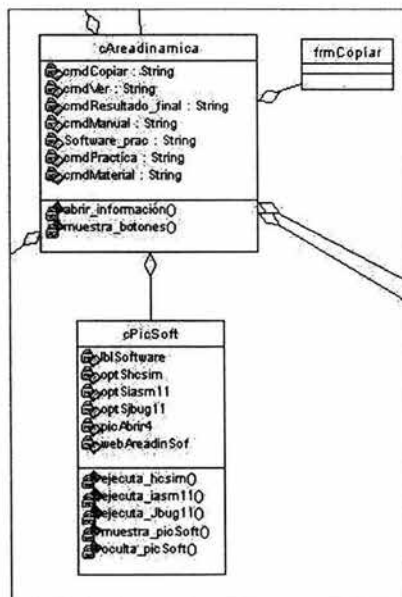 cAreadinamica
cmdCopiar : String
cmdVer : String
cmdResultado_final : String
cmdManual : String
Software_prac : String
cmdPractica : String
cmdMaterial : String
abrir_información()
muestra_botones()
frmCopiar
cPicSoft
lblSoftware
optShcsim
optSiasm11
optSjbug11
picAbrir4
webAreadinSof
ejecuta_hcsim()
ejecuta_iasm11()
ejecuta_Jbug11()
muestra_picSoft()
oculta_picSoft()